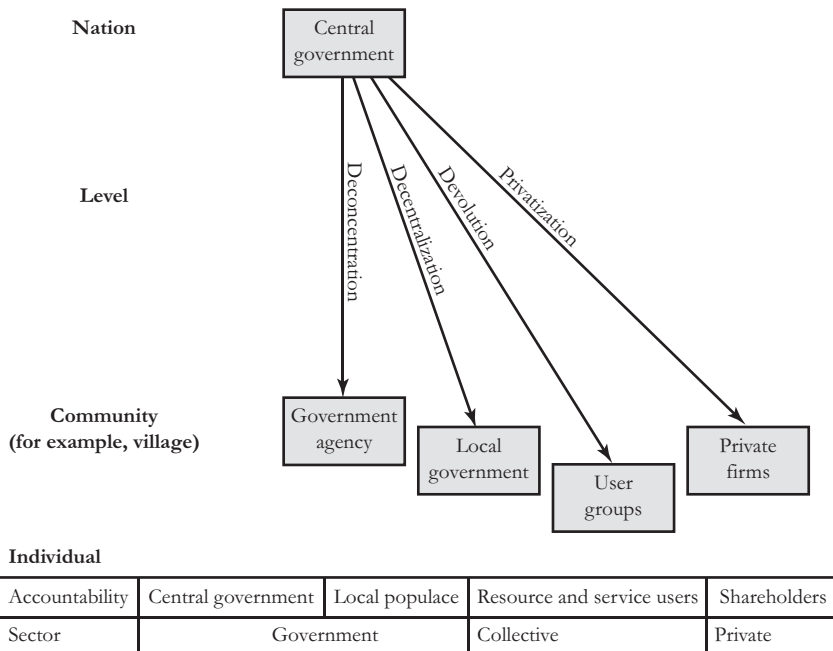 Nation
Central
government
Level
Deconcentration
Decentralization
Devolution
Privatization
Community
(for example, village)
Government
agency
Local
government
User
groups
Private
firms
Individual
Accountability Central government Local populace Resource and service users Shareholders
Sector Government Collective Private